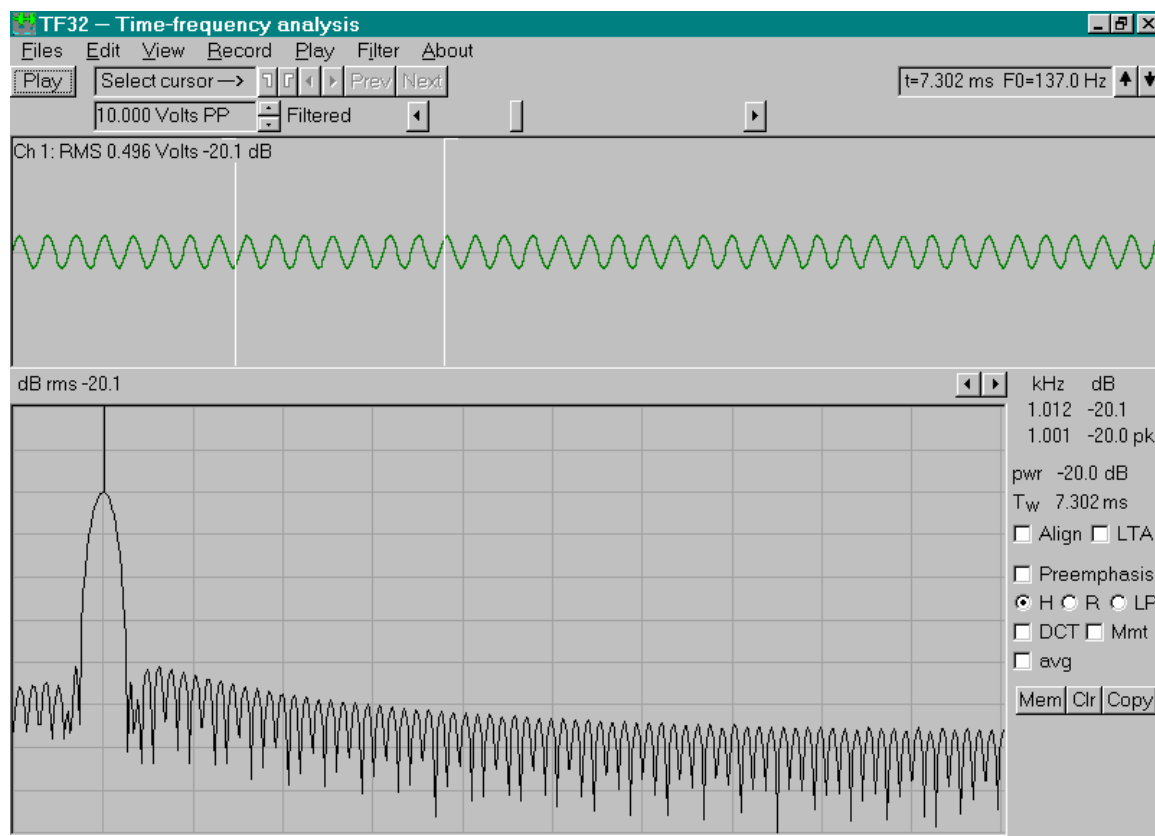 TF32 – Time-frequency analysis
Files Edit View Record Play Filter About
Play Select cursor –> Prev Next t=7.302 ms F0=137.0 Hz
10.000 Volts PP Filtered
Ch 1: RMS 0.496 Volts -20.1 dB
dB rms -20.1
kHz dB
1.012 -20.1
1.001 -20.0 pk
pwr -20.0 dB
Tw 7.302 ms
Align LTA
Preemphasis
H R LP
DCT Mmt
avg
Mem Clr Copy